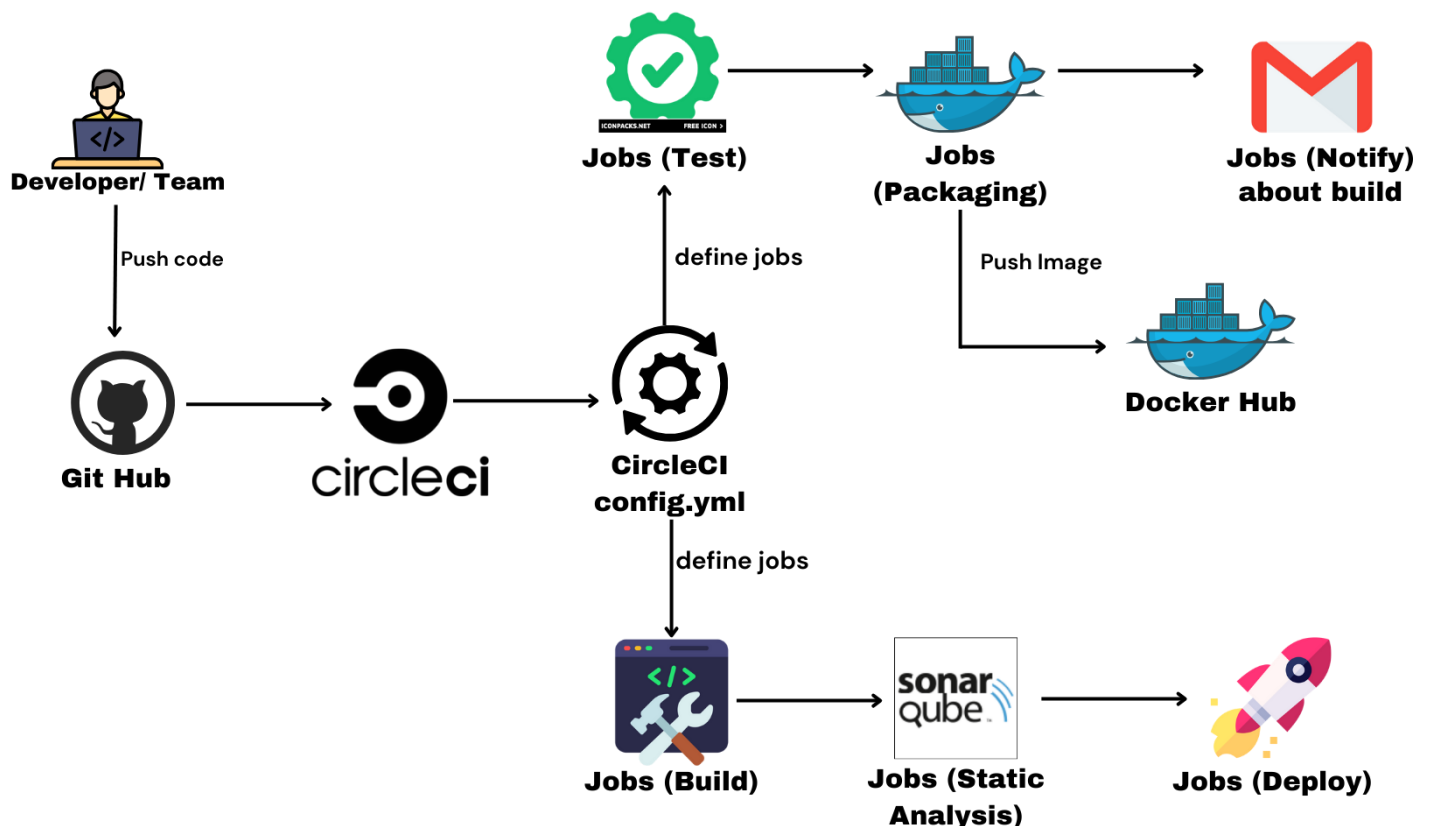 ICONPACKS.NET FREE ICON >
Jobs (Test)
Jobs
(Packaging)
Jobs (Notify)
about build
Developer/ Team
Push code
define jobs
Push Image
Docker Hub
Git Hub
circleci
CircleCI
config.yml
define jobs
</>
</>
sonar
qube™
Jobs (Build)
Jobs (Static
Analysis)
Jobs (Deploy)